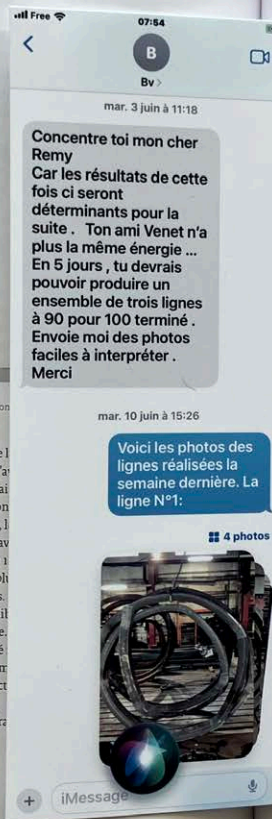 Free
07:54
B
Bv >
mar. 3 juin à 11:18
Concentre toi mon cher
Remy
Car les résultats de cette
fois ci seront
déterminants pour la
suite . Ton ami Venet n'a
plus la même énergie ...
En 5 jours , tu devrais
pouvoir produire un
ensemble de trois lignes
à 90 pour 100 terminé .
Envoie moi des photos
faciles à interpréter .
Merci
mar. 10 juin à 15:26
Voici les photos des
lignes réalisées la
semaine dernière. La
ligne N°1:
4 photos
iMessage